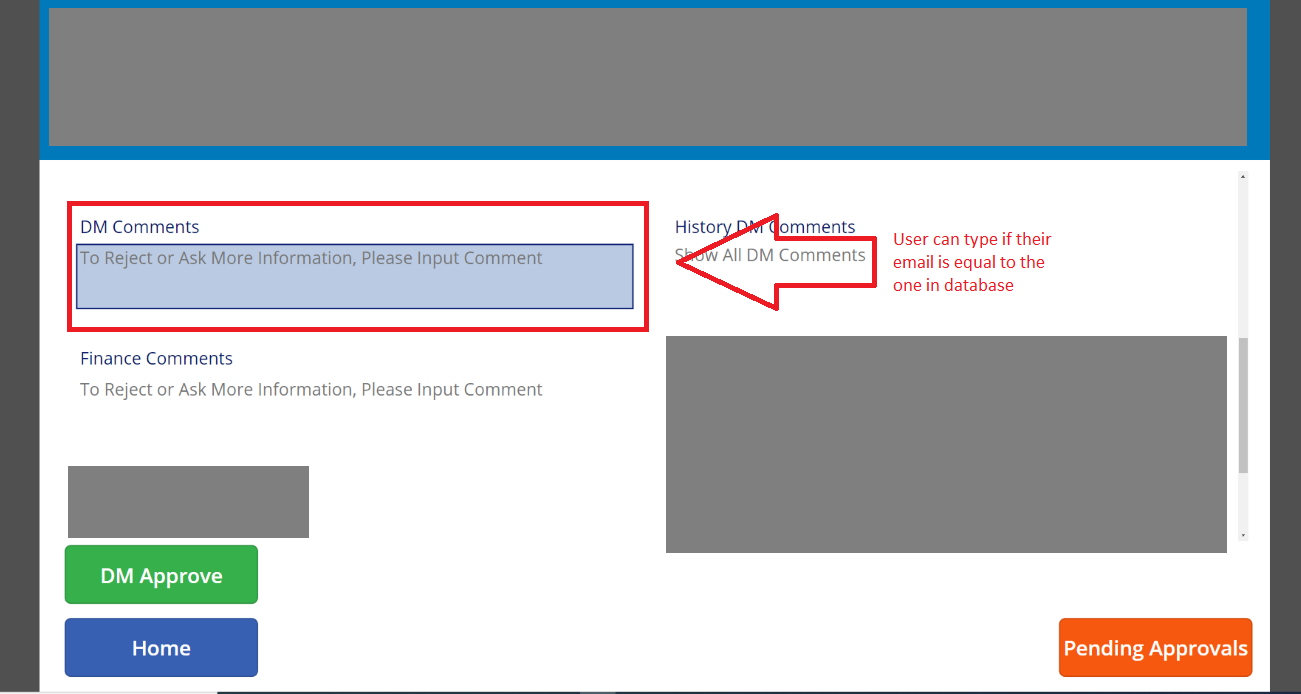 DM Comments
To Reject or Ask More Information, Please Input Comment
History DM Comments
Show All DM Comments
User can type if their
email is equal to the
one in database
Finance Comments
To Reject or Ask More Information, Please Input Comment
DM Approve
Home
Pending Approvals